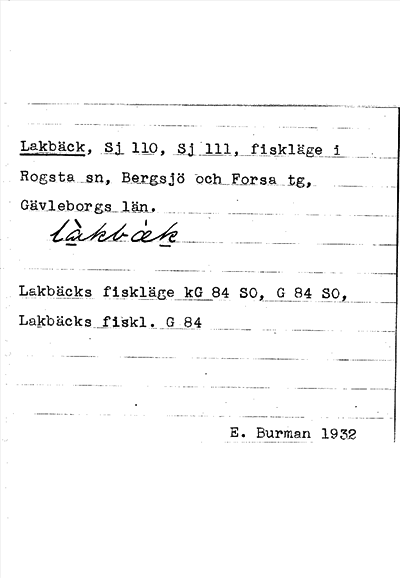 Lakbäck, Sj 110, Sj 111, fiskläge i
Rogsta sn, Bergsjö och Forsa tg,
Gävleborgs län.
Lakbäcks fiskläge kG 84 SO, G 84 SO,
Lakbäcks fiskl. G 84
E. Burman 1932